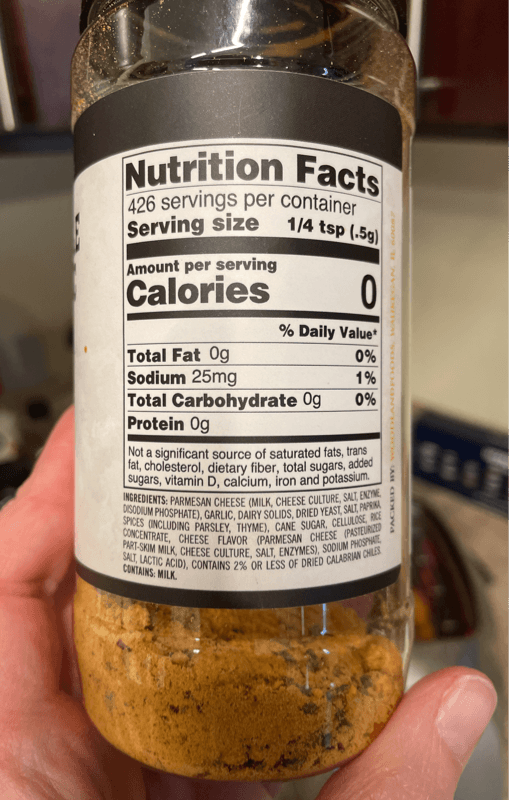 Nutrition Facts
426 servings per container
Serving size 1/4 tsp (.5g)
Amount per serving
Calories 0
% Daily Value*
Total Fat 0g 0%
Sodium 25mg 1%
Total Carbohydrate 0g 0%
Protein 0g
Not a significant source of saturated fats, trans
fat, cholesterol, dietary fiber, total sugars, added
sugars, vitamin D, calcium, iron and potassium.
INGREDIENTS: PARMESAN CHEESE (MILK, CHEESE CULTURE, SALT, ENZYME,
DISODIUM PHOSPHATE), GARLIC, DAIRY SOLIDS, DRIED YEAST, SALT, PAPRIKA,
SPICES (INCLUDING PARSLEY, THYME), CANE SUGAR, CELLULOSE, RICE
CONCENTRATE, CHEESE FLAVOR (PARMESAN CHEESE (PASTEURIZED
PART-SKIM MILK, CHEESE CULTURE, SALT, ENZYMES), SODIUM PHOSPHATE,
SALT, LACTIC ACID), CONTAINS 2% OR LESS OF DRIED CALABRIAN CHILES.
CONTAINS: MILK.
PACKED BY: WOODLAND FOODS, WAUKEGAN, IL